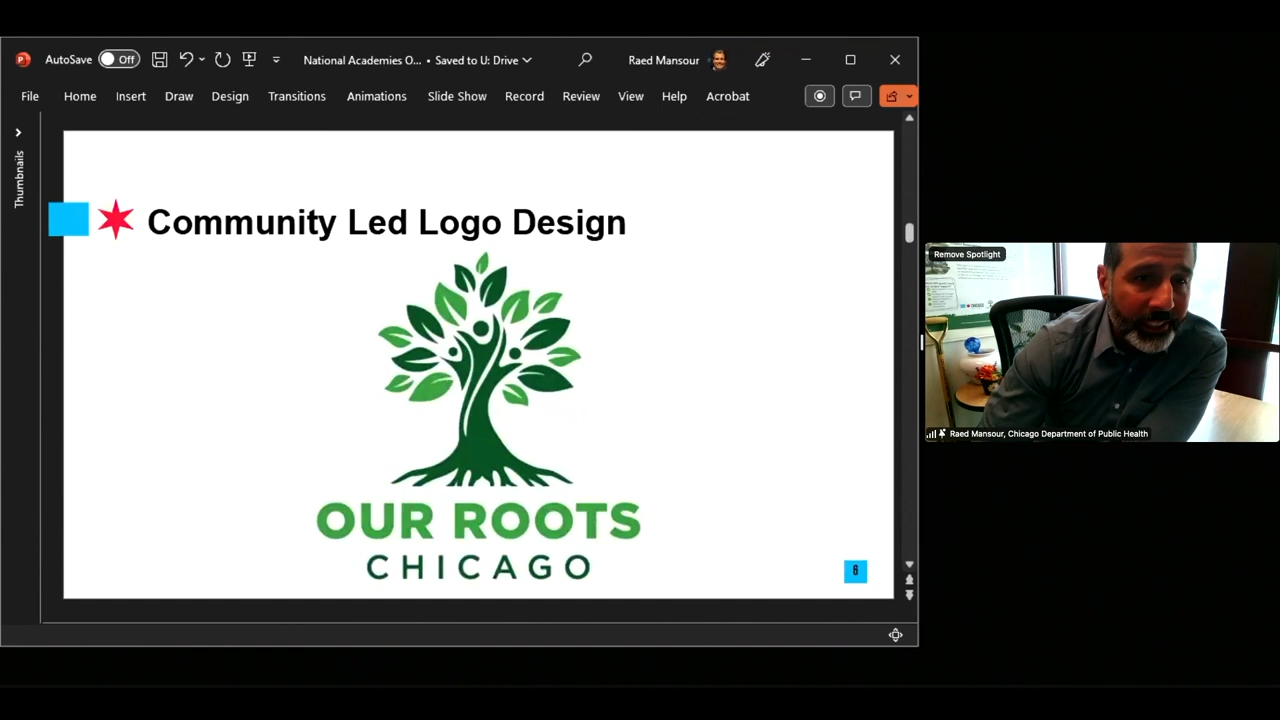 AutoSave Off National Academies O... • Saved to U: Drive Raed Mansour
File Home Insert Draw Design Transitions Animations Slide Show Record Review View Help Acrobat
Thumbnails
Community Led Logo Design
OUR ROOTS
CHICAGO
6
Remove Spotlight
Raed Mansour, Chicago Department of Public Health